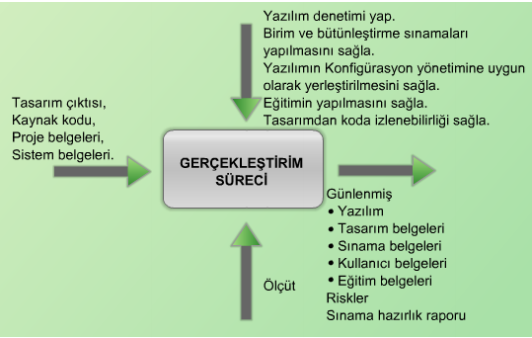 Yazılım denetimi yap.
Birim ve bütünleştirme sınamaları
yapılmasını sağla.
Yazılımın Konfigürasyon yönetimine uygun
olarak yerleştirilmesini sağla.
Eğitimin yapılmasını sağla.
Tasarımdan koda izlenebilirliği sağla.
Tasarım çıktısı,
Kaynak kodu,
Proje belgeleri,
Sistem belgeleri.
GERÇEKLEŞTİRİM
SÜRECİ
Günlenmiş
• Yazılım
• Tasarım belgeleri
• Sınama belgeleri
• Kullanıcı belgeleri
• Eğitim belgeleri
Riskler
Sınama hazırlık raporu
Ölçüt